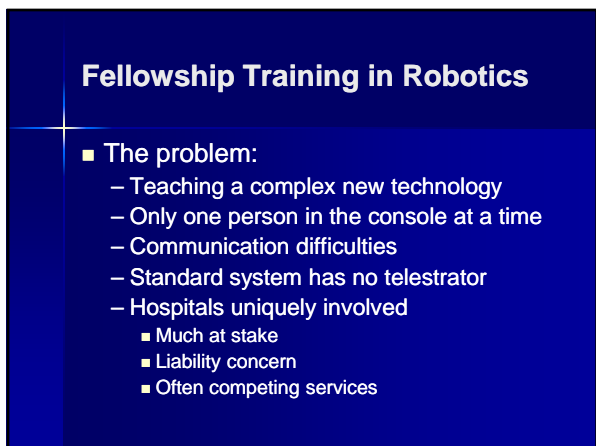 Fellowship Training in Robotics
■ The problem:
– Teaching a complex new technology
– Only one person in the console at a time
– Communication difficulties
– Standard system has no telestrator
– Hospitals uniquely involved
■ Much at stake
■ Liability concern
■ Often competing services